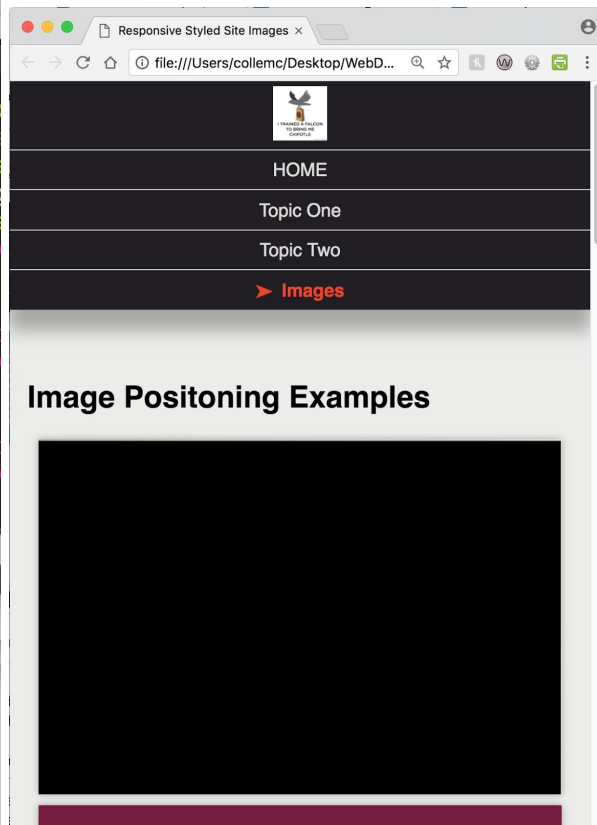 Responsive Styled Site Images ×
file:///Users/collemc/Desktop/WebD...
I TRAINED A FALCON
TO BRING ME
CHIPOTLE
HOME
Topic One
Topic Two
➤ Images
Image Positoning Examples